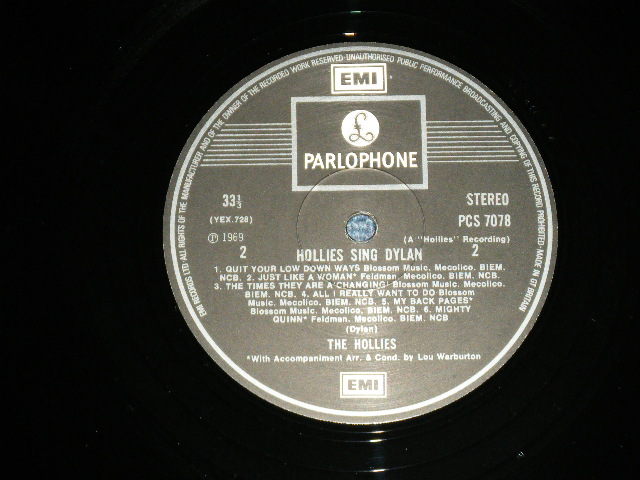 EMI RECORDS LTD·ALL RIGHTS OF THE MANUFACTURER AND OF THE OWNER OF THE RECORDED WORK RESERVED·UNAUTHORISED PUBLIC PERFORMANCE BROADCASTING AND COPYING OF THIS RECORD PROHIBITED·MADE IN GT BRITAIN
EMI
£
PARLOPHONE
33⅓
(YEX.728)
℗ 1969
2
STEREO
PCS 7078
(A "Hollies" Recording)
2
HOLLIES SING DYLAN
1. QUIT YOUR LOW DOWN WAYS Blossom Music. Mecolico. BIEM.
NCB. 2. JUST LIKE A WOMAN* Feldman. Mecolico. BIEM. NCB.
3. THE TIMES THEY ARE A CHANGING! Blossom Music. Mecolico.
BIEM. NCB. 4. ALL I REALLY WANT TO DO Blossom
Music. Mecolico. BIEM. NCB. 5. MY BACK PAGES*
Blossom Music. Mecolico. BIEM. NCB. 6. MIGHTY
QUINN* Feldman. Mecolico. BIEM. NCB
(Dylan)
THE HOLLIES
*With Accompaniment Arr. & Cond. by Lou Warburton
EMI